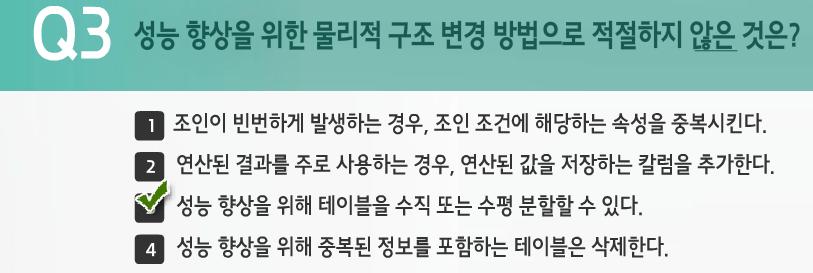 Q3 성능 향상을 위한 물리적 구조 변경 방법으로 적절하지 않은 것은?
1 조인이 빈번하게 발생하는 경우, 조인 조건에 해당하는 속성을 중복시킨다.
2 연산된 결과를 주로 사용하는 경우, 연산된 값을 저장하는 칼럼을 추가한다.
성능 향상을 위해 테이블을 수직 또는 수평 분할할 수 있다.
4 성능 향상을 위해 중복된 정보를 포함하는 테이블은 삭제한다.